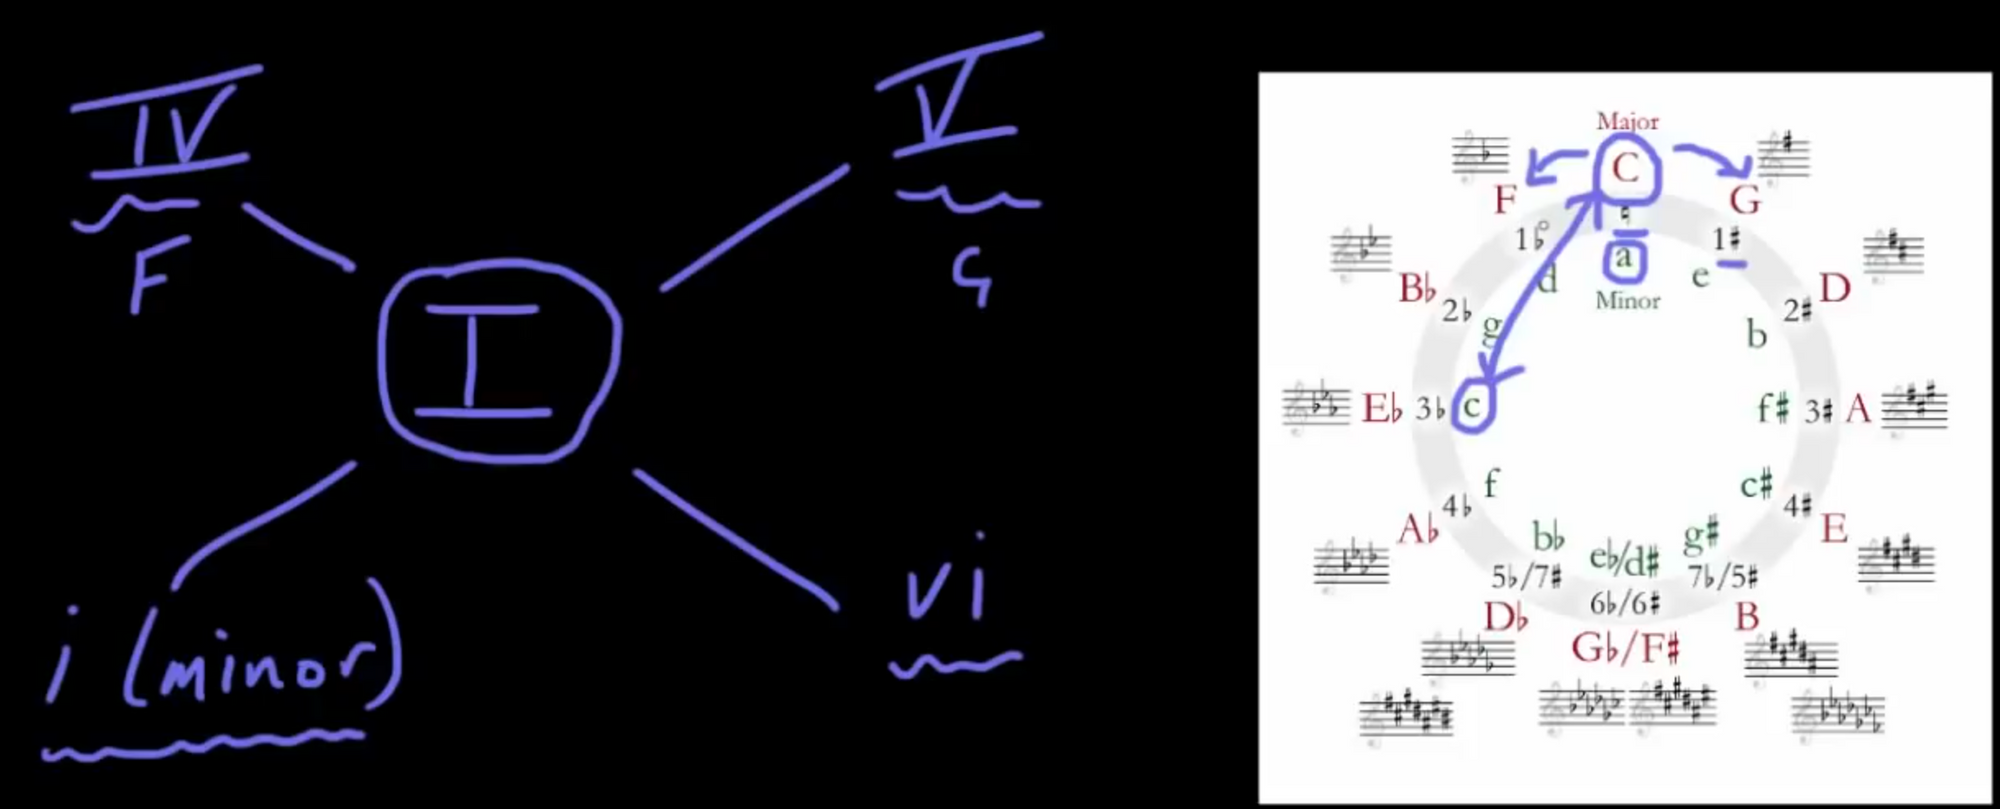 IV
F
V
G
I
i (minor)
vi
Major
C
F
G
♮
1♭
1♯
a
d
e
Minor
B♭
2♭
D
2♯
g
b
E♭
3♭
c
f♯
3♯
A
f
c♯
A♭
4♭
4♯
E
b♭
e♭/d♯
g♯
5♭/7♯
6♭/6♯
7♭/5♯
D♭
G♭/F♯
B